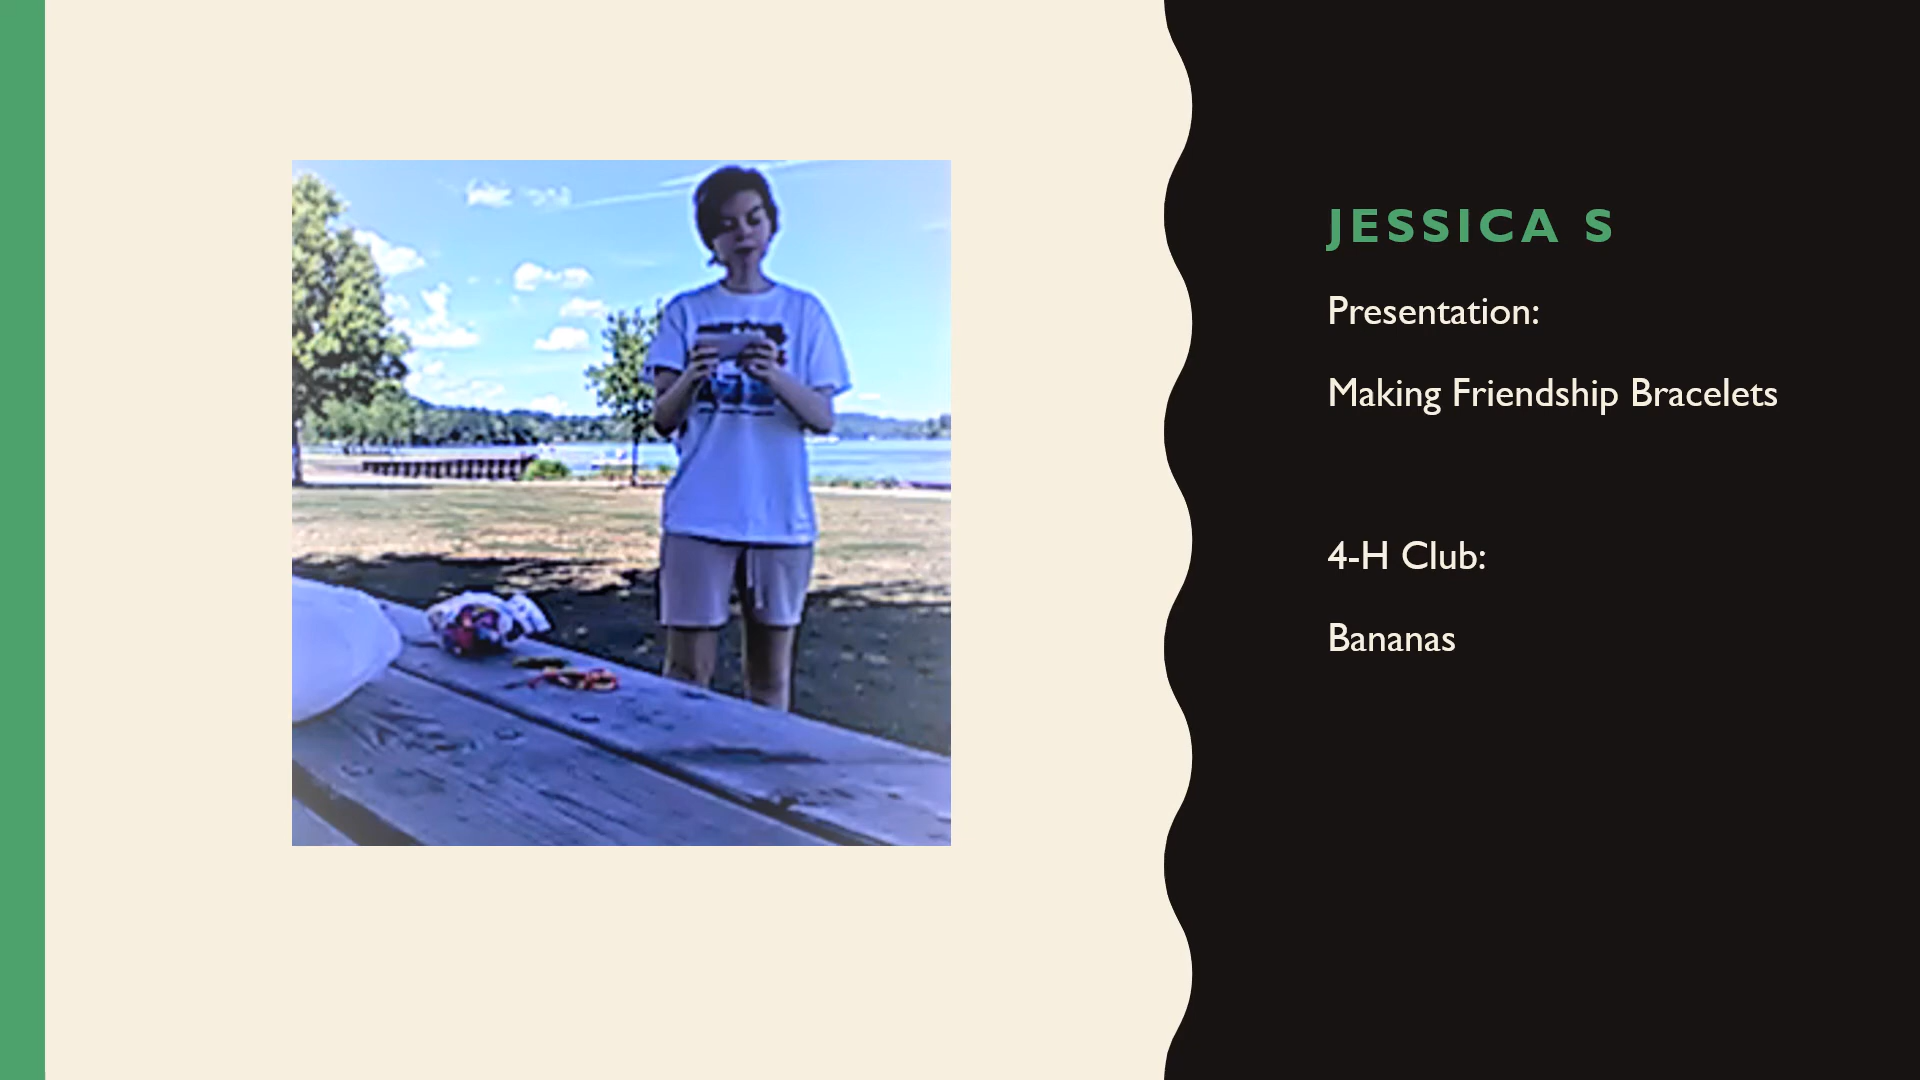 JESSICA S
Presentation:
Making Friendship Bracelets
4-H Club:
Bananas